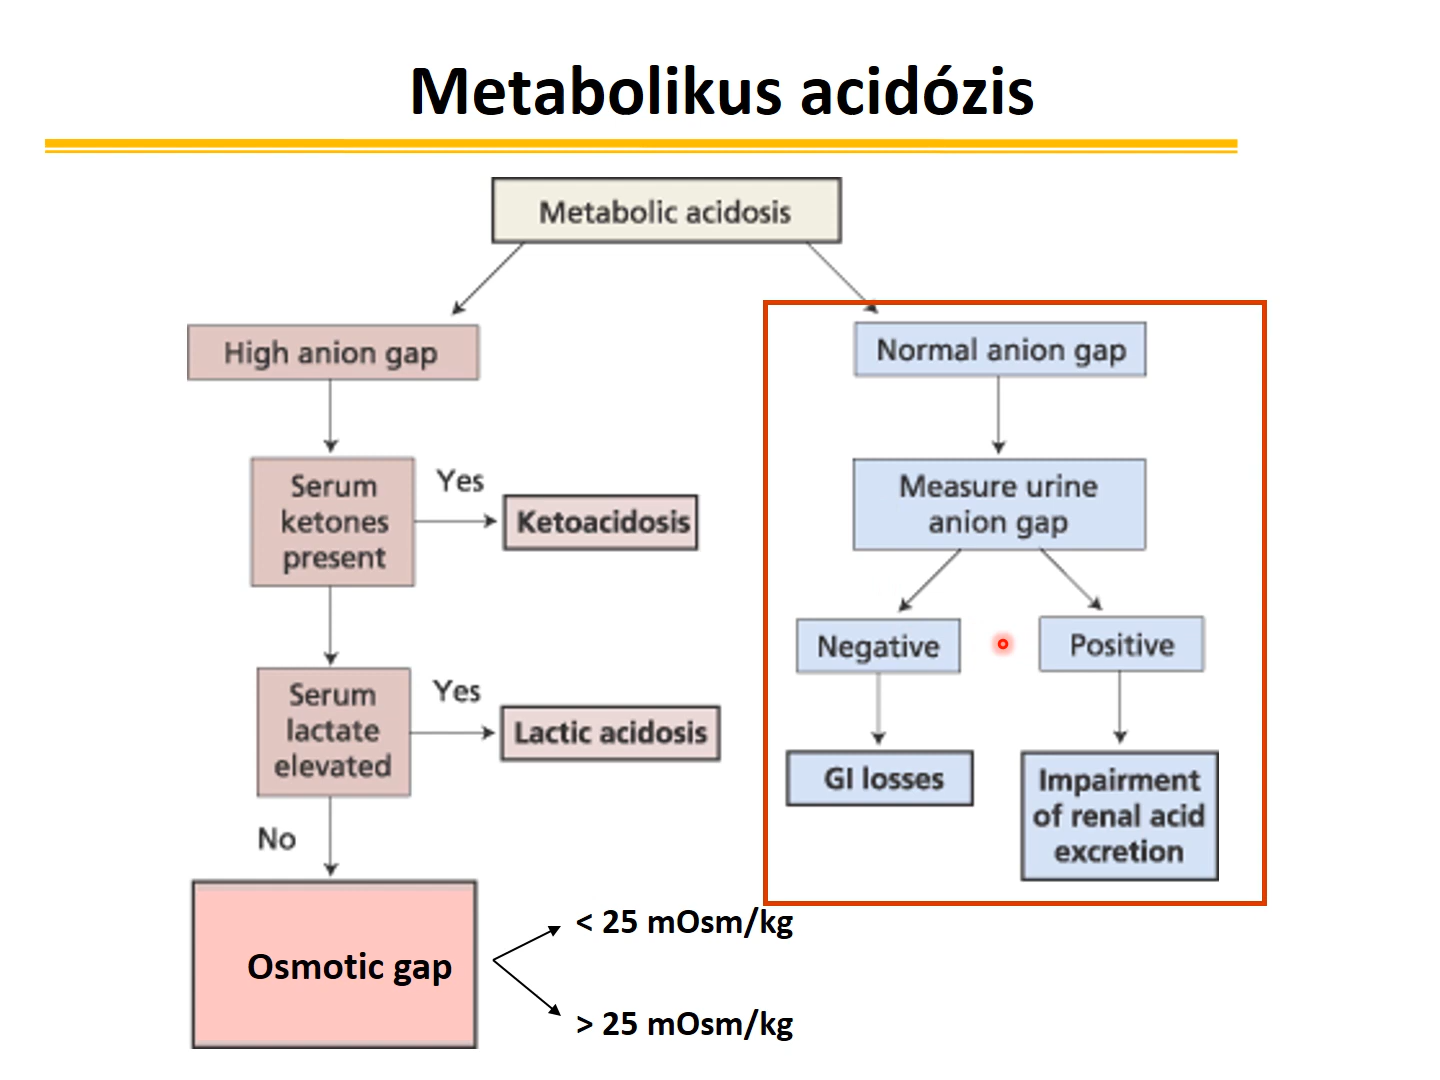 Metabolikus acidózis
Metabolic acidosis
High anion gap
Serum
ketones
present
Yes
Ketoacidosis
Serum
lactate
elevated
Yes
Lactic acidosis
No
Osmotic gap
< 25 mOsm/kg
> 25 mOsm/kg
Normal anion gap
Measure urine
anion gap
Negative
Positive
GI losses
Impairment
of renal acid
excretion